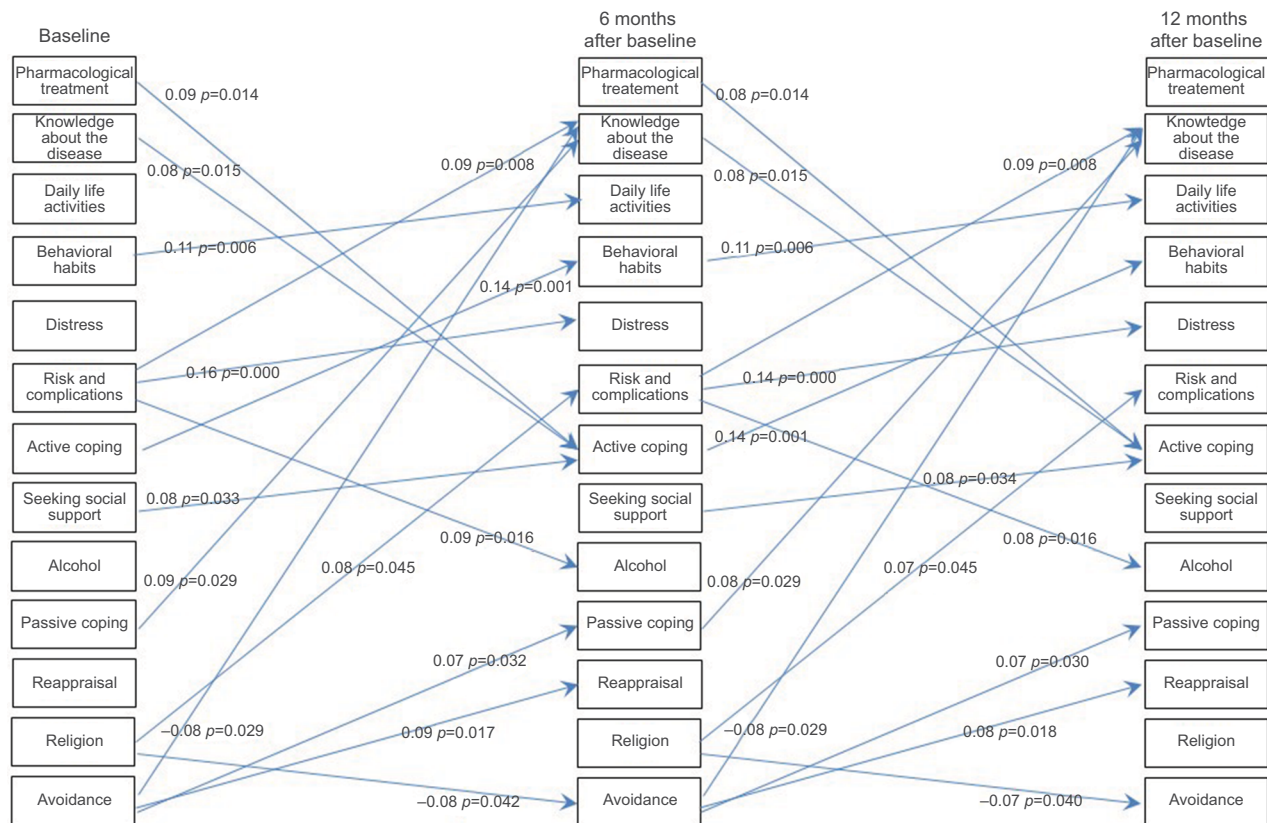 Baseline
Pharmacological
treatment
Knowledge
about the
disease
Daily life
activities
Behavioral
habits
Distress
Risk and
complications
Active coping
Seeking social
support
Alcohol
Passive coping
Reappraisal
Religion
Avoidance
0.09 p=0.014
0.08 p=0.015
0.11 p=0.006
0.09 p=0.008
0.14 p=0.001
0.16 p=0.000
0.08 p=0.033
0.09 p=0.016
0.08 p=0.045
0.09 p=0.029
0.07 p=0.032
–0.08 p=0.029
0.09 p=0.017
–0.08 p=0.042
6 months
after baseline
Pharmacological
treatement
Knowledge
about the
disease
Daily life
activities
Behavioral
habits
Distress
Risk and
complications
Active coping
Seeking social
support
Alcohol
Passive coping
Reappraisal
Religion
Avoidance
0.08 p=0.014
0.08 p=0.015
0.09 p=0.008
0.11 p=0.006
0.14 p=0.000
0.14 p=0.001
0.08 p=0.034
0.08 p=0.016
0.07 p=0.045
0.08 p=0.029
0.07 p=0.030
–0.08 p=0.029
0.08 p=0.018
–0.07 p=0.040
12 months
after baseline
Pharmacological
treatement
Knowtedge
about the
disease
Daily life
activities
Behavioral
habits
Distress
Risk and
complications
Active coping
Seeking social
support
Alcohol
Passive coping
Reappraisal
Religion
Avoidance